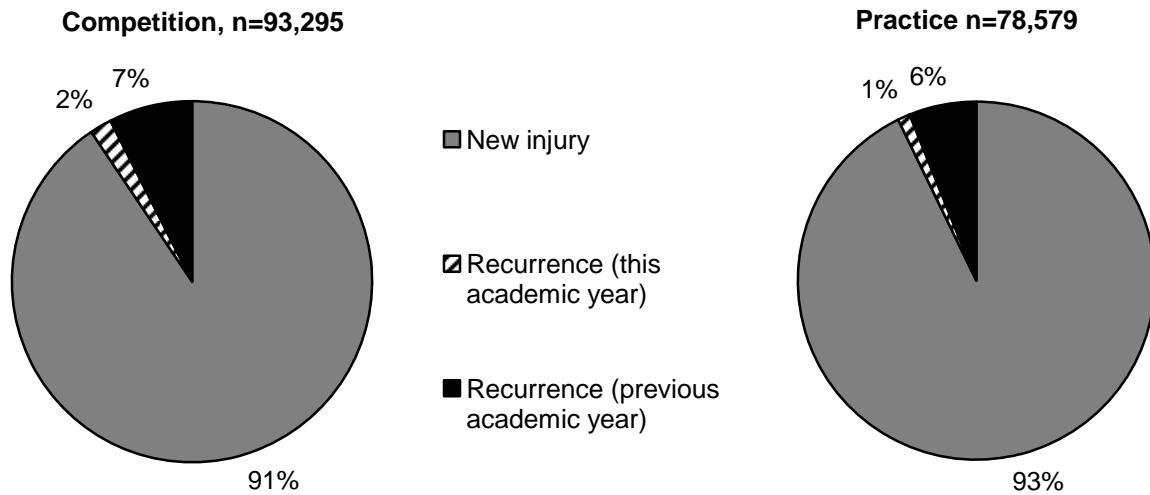 Competition, n=93,295
7%
2%
91%
New injury
Recurrence (this
academic year)
Recurrence (previous
academic year)
Practice n=78,579
6%
1%
93%